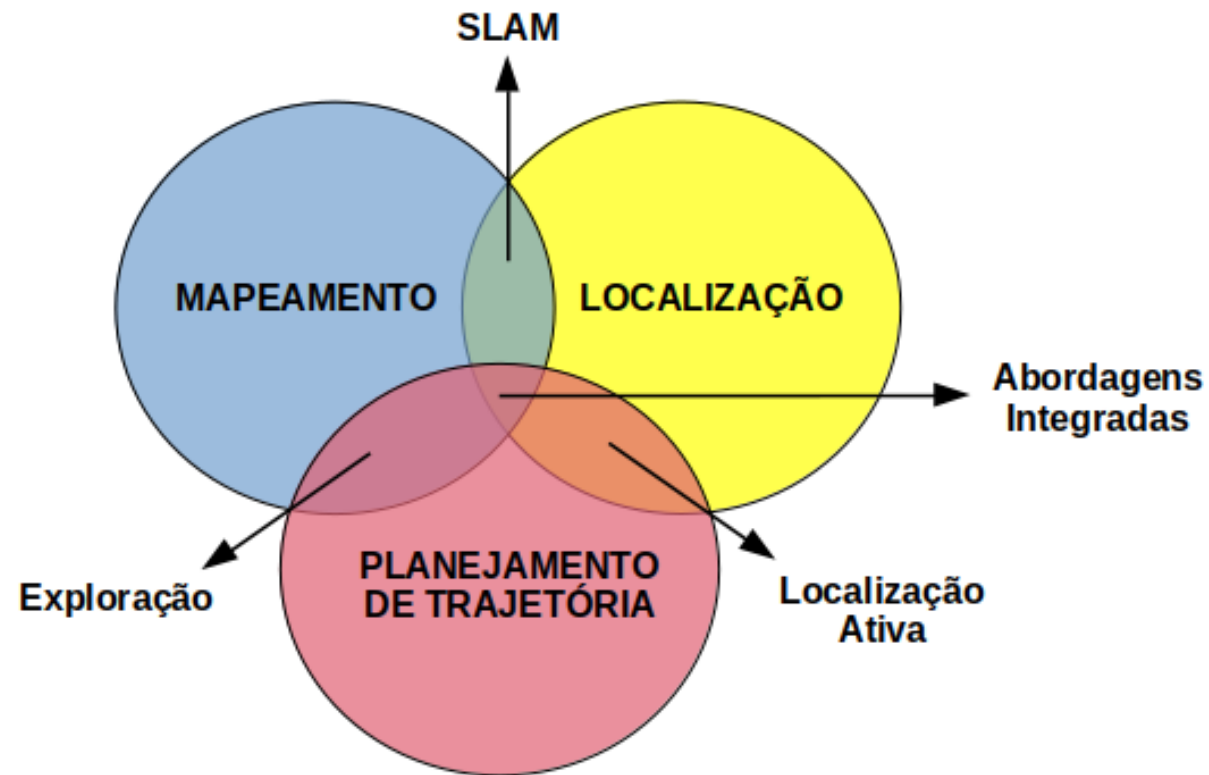 SLAM
MAPEAMENTO
LOCALIZAÇÃO
Abordagens
Integradas
PLANEJAMENTO
DE TRAJETÓRIA
Exploração
Localização
Ativa